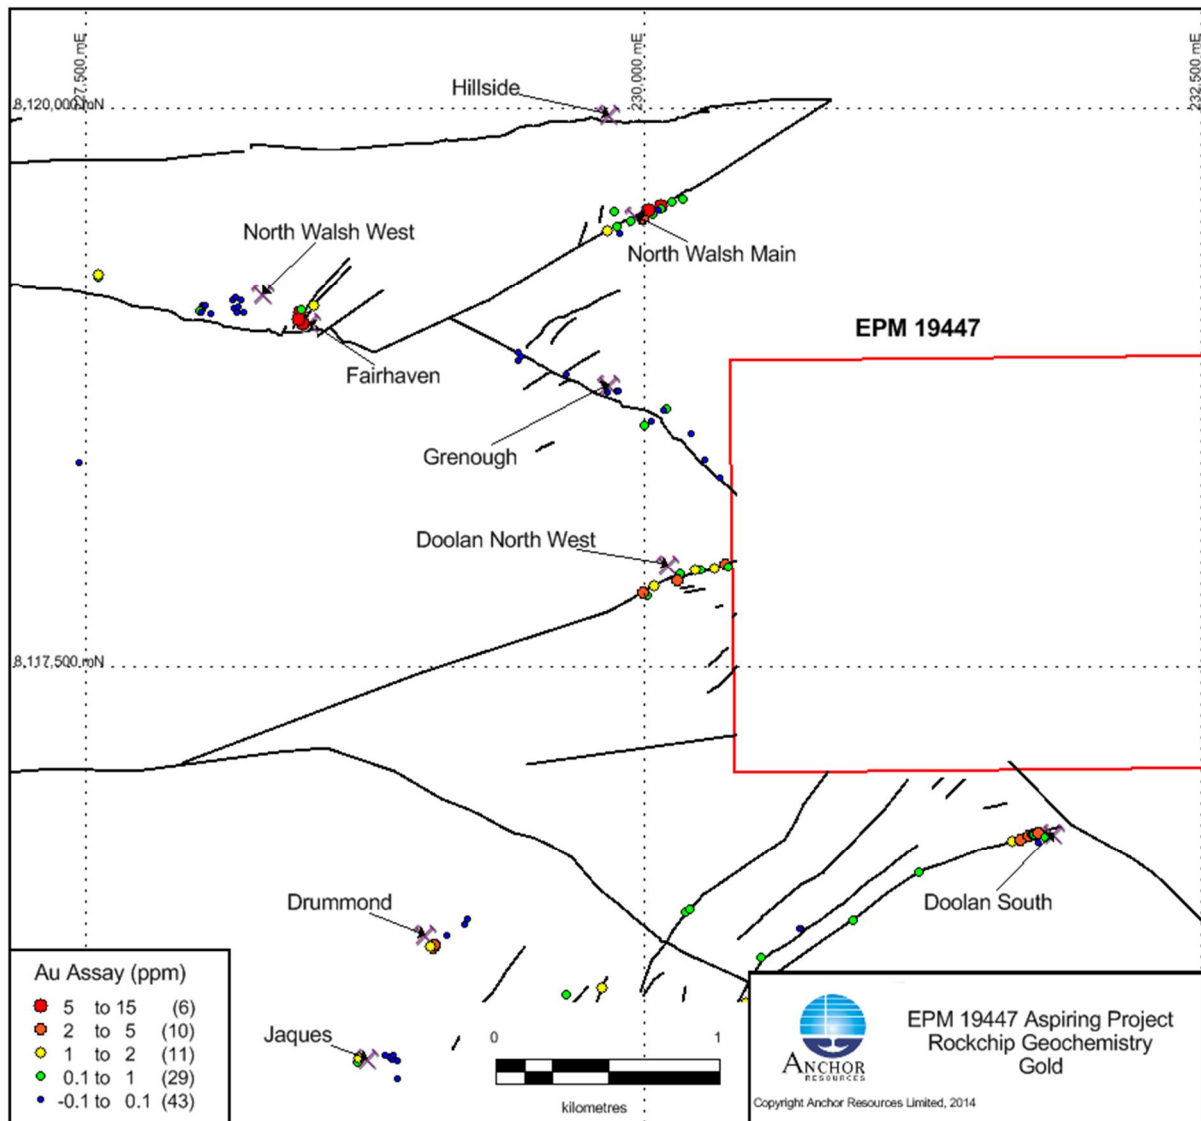 227,500 mE
230,000 mE
232,500 mE
8,120,000 mN
Hillside
North Walsh West
North Walsh Main
EPM 19447
Fairhaven
Grenough
Doolan North West
8,117,500 mN
Drummond
Doolan South
Jaques
Au Assay (ppm)
5 to 15 (6)
2 to 5 (10)
1 to 2 (11)
0.1 to 1 (29)
-0.1 to 0.1 (43)
0 1
kilometres
ANCHOR
RESOURCES
EPM 19447 Aspiring Project
Rockchip Geochemistry
Gold
Copyright Anchor Resources Limited, 2014